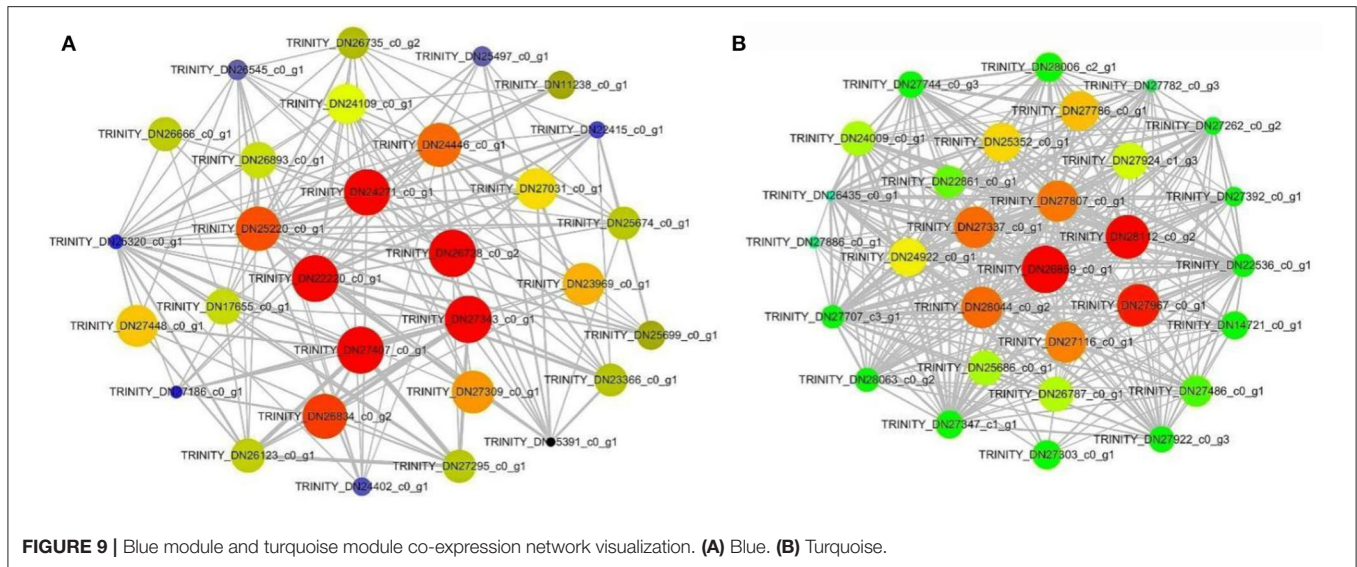 A
TRINITY_DN26735_c0_g2
TRINITY_DN25497_c0_g1
TRINITY_DN26545_c0_g1
TRINITY_DN11238_c0_g1
TRINITY_DN24109_c0_g1
TRINITY_DN22415_c0_g1
TRINITY_DN26666_c0_g1
TRINITY_DN24446_c0_g1
TRINITY_DN26893_c0_g1
TRINITY_DN27031_c0_g1
TRINITY_DN24271_c0_g1
TRINITY_DN25674_c0_g1
TRINITY_DN25220_c0_g1
TRINITY_DN26728_c0_g2
TRINITY_DN22220_c0_g1
TRINITY_DN23969_c0_g1
TRINITY_DN17655_c0_g1
TRINITY_DN27343_c0_g1
TRINITY_DN27448_c0_g1
TRINITY_DN25699_c0_g1
TRINITY_DN27407_c0_g1
TRINITY_DN23366_c0_g1
TRINITY_DN27309_c0_g1
TRINITY_DN26834_c0_g2
TRINITY_DN26123_c0_g1
TRINITY_DN27295_c0_g1
TRINITY_DN24402_c0_g1
B
TRINITY_DN28006_c2_g1
TRINITY_DN27744_c0_g3
TRINITY_DN27782_c0_g3
TRINITY_DN27786_c0_g1
TRINITY_DN27262_c0_g2
TRINITY_DN24009_c0_g1
TRINITY_DN25352_c0_g1
TRINITY_DN27924_c1_g3
TRINITY_DN22861_c0_g1
TRINITY_DN26435_c0_g1
TRINITY_DN27392_c0_g1
TRINITY_DN27807_c0_g1
TRINITY_DN27337_c0_g1
TRINITY_DN28112_c0_g2
TRINITY_DN27886_c0_g1
TRINITY_DN24922_c0_g1
TRINITY_DN26859_c0_g1
TRINITY_DN22536_c0_g1
TRINITY_DN28044_c0_g2
TRINITY_DN27967_c0_g1
TRINITY_DN27707_c3_g1
TRINITY_DN14721_c0_g1
TRINITY_DN27116_c0_g1
TRINITY_DN25686_c0_g1
TRINITY_DN28063_c0_g2
TRINITY_DN26787_c0_g1
TRINITY_DN27486_c0_g1
TRINITY_DN27347_c1_g1
TRINITY_DN27922_c0_g3
TRINITY_DN27303_c0_g1
FIGURE 9 | Blue module and turquoise module co-expression network visualization. (A) Blue. (B) Turquoise.